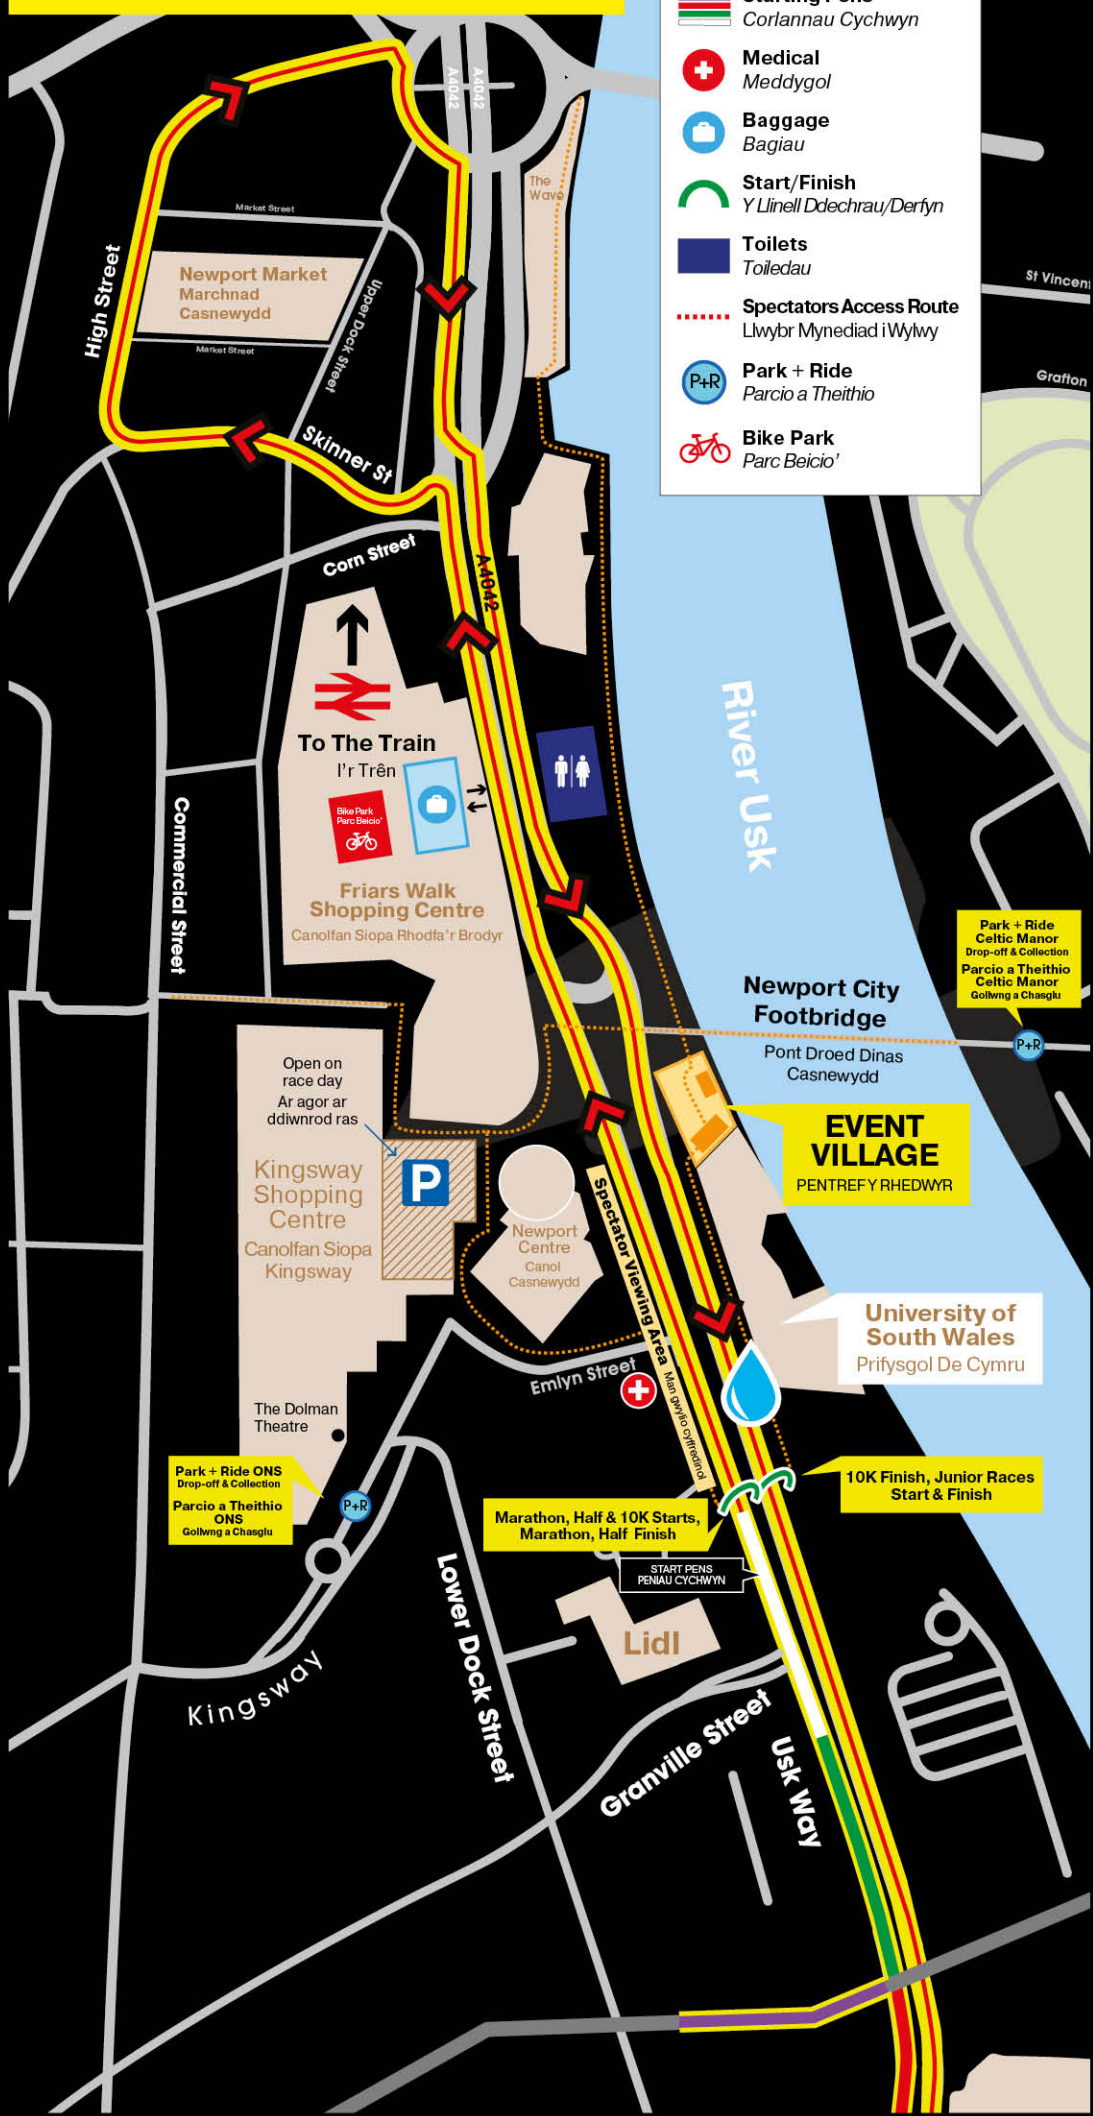 Corlannau Cychwyn
Medical
Meddygol
Baggage
Bagiau
Start/Finish
Y Llinell Ddechrau/Derfyn
Toilets
Toiledau
Spectators Access Route
Llwybr Mynediad i Wylwy
P+R
Park + Ride
Parcio a Theithio
Bike Park
Parc Beicio'
A4042
A4042
The
Wave
Market Street
High Street
Newport Market
Marchnad
Casnewydd
Market Street
Upper Dock Street
St Vincent
Grafton
Skinner St
Corn Street
A4042
River Usk
To The Train
I'r Trên
Bike Park
Parc Beicio'
Friars Walk
Shopping Centre
Canolfan Siopa Rhodfa'r Brodyr
Commercial Street
Park + Ride
Celtic Manor
Drop-off & Collection
Parcio a Theithio
Celtic Manor
Gollwng a Chasglu
P+R
Newport City
Footbridge
Pont Droed Dinas
Casnewydd
Open on
race day
Ar agor ar
ddiwnrod ras
P
EVENT
VILLAGE
PENTREF Y RHEDWYR
Kingsway
Shopping
Centre
Canolfan Siopa
Kingsway
Newport
Centre
Canol
Casnewydd
Spectator Viewing Area Man gwylio cyffredinol
University of
South Wales
Prifysgol De Cymru
Emlyn Street
The Dolman
Theatre
Park + Ride ONS
Drop-off & Collection
Parcio a Theithio
ONS
Gollwng a Chasglu
P+R
10K Finish, Junior Races
Start & Finish
Marathon, Half & 10K Starts,
Marathon, Half Finish
START PENS
PENIAU CYCHWYN
Lidl
Lower Dock Street
Kingsway
Granville Street
Usk Way